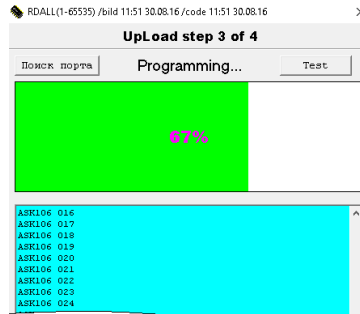 RDALL(1-65535) /bild 11:51 30.08.16 /code 11:51 30.08.16
UpLoad step 3 of 4
Поиск порта Programming... Test
67%
ASK106 016
ASK106 017
ASK106 018
ASK106 019
ASK106 020
ASK106 021
ASK106 022
ASK106 023
ASK106 024